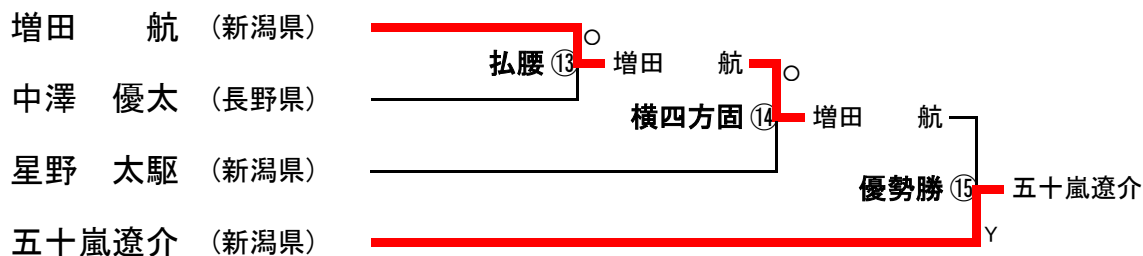 増田　　航 （新潟県）
○
払腰 ⑬ 増田　　航
○
中澤　優太 （長野県）
横四方固 ⑭ 増田　　航
星野　太駆 （新潟県）
優勢勝 ⑮ 五十嵐遼介
五十嵐遼介 （新潟県）
Y